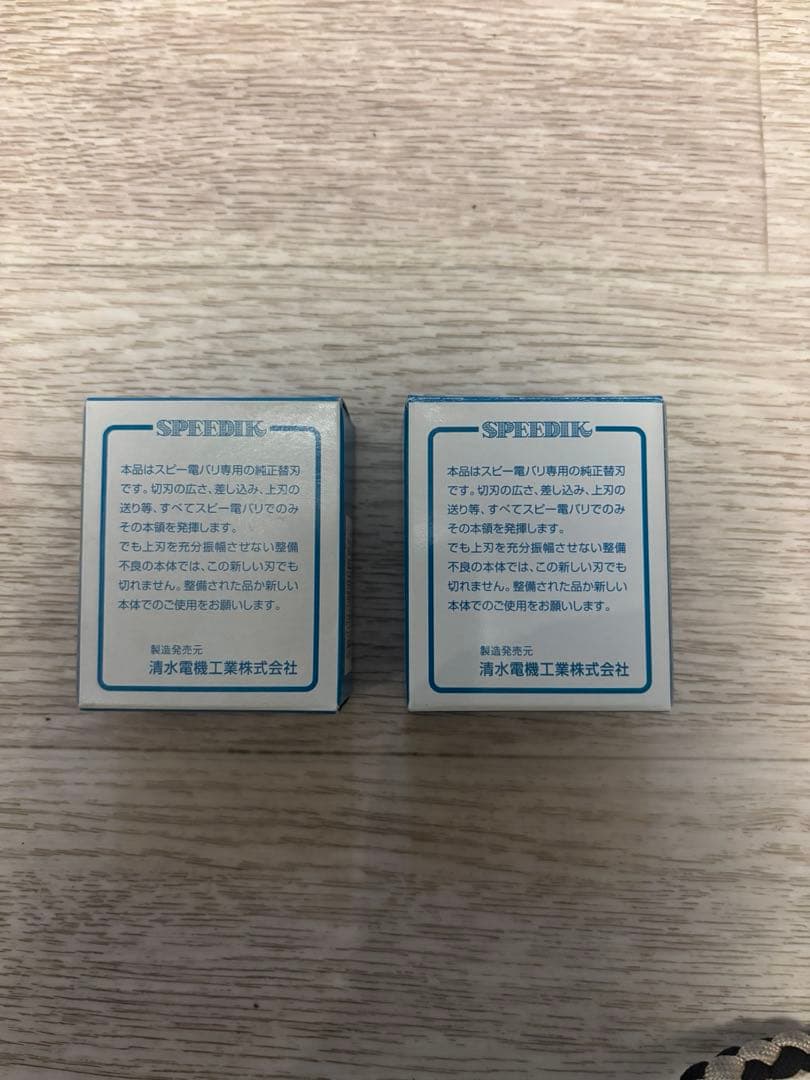 SPEEDIK
本品はスピー電バリ専用の純正替刃
です。切刃の広さ、差し込み、上刃の
送り等、すべてスピー電バリでのみ
その本領を発揮します。
でも上刃を充分振幅させない整備
不良の本体では、この新しい刃でも
切れません。整備された品か新しい
本体でのご使用をお願いします。
製造発売元
清水電機工業株式会社
SPEEDIK
本品はスピー電バリ専用の純正替刃
です。切刃の広さ、差し込み、上刃の
送り等、すべてスピー電バリでのみ
その本領を発揮します。
でも上刃を充分振幅させない整備
不良の本体では、この新しい刃でも
切れません。整備された品か新しい
本体でのご使用をお願いします。
製造発売元
清水電機工業株式会社